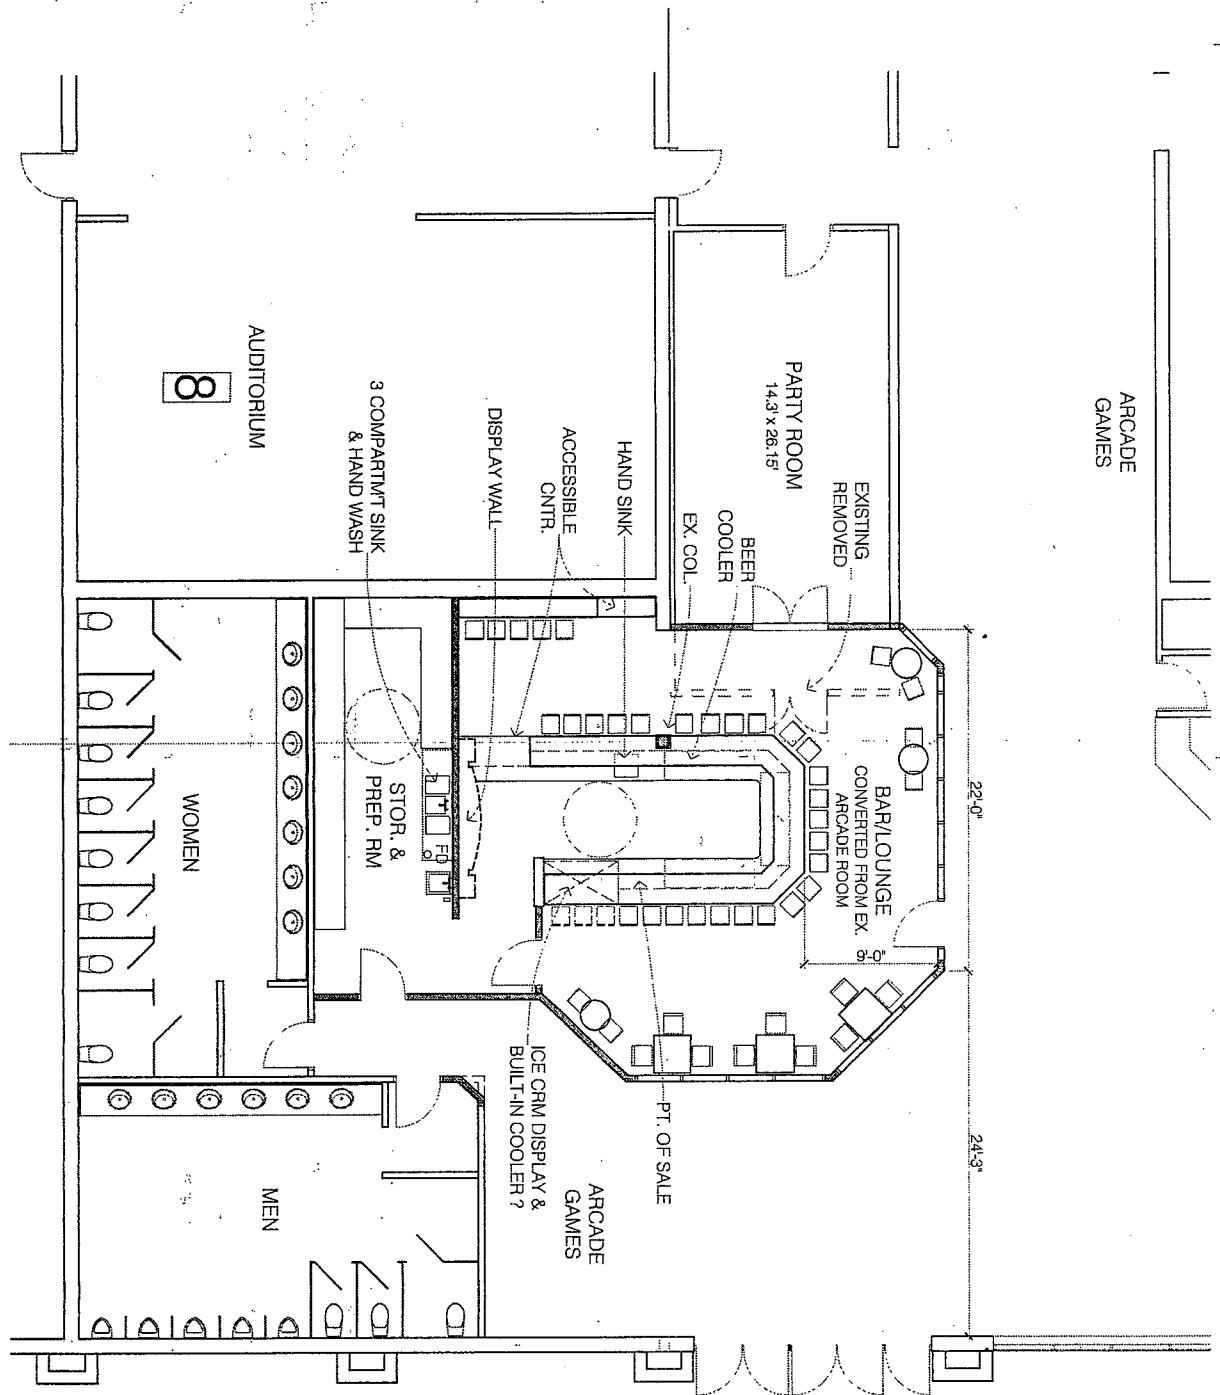 ARCADE
GAMES
PARTY ROOM
14.3' x 26.15'
EXISTING
REMOVED
BEER
COOLER
EX. COL.
HAND SINK
ACCESSIBLE
CNTR.
DISPLAY WALL
3 COMPARTM'T SINK
& HAND WASH
AUDITORIUM
8
22'-0"
BAR/LOUNGE
CONVERTED FROM EX.
ARCADE ROOM
9'-0"
STOR. &
PREP. RM
FD
WOMEN
24'-3"
PT. OF SALE
ICE CRM DISPLAY &
BUILT-IN COOLER ?
ARCADE
GAMES
MEN